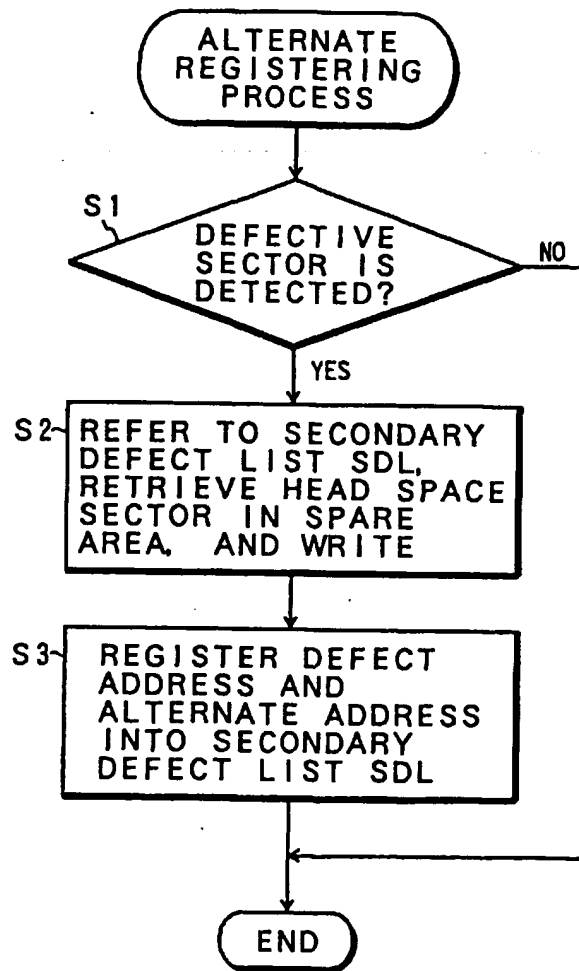 ALTERNATE
REGISTERING
PROCESS
S1
DEFECTIVE
SECTOR IS
DETECTED?
NO
YES
S2
REFER TO SECONDARY
DEFECT LIST SDL,
RETRIEVE HEAD SPACE
SECTOR IN SPARE
AREA, AND WRITE
S3
REGISTER DEFECT
ADDRESS AND
ALTERNATE ADDRESS
INTO SECONDARY
DEFECT LIST SDL
END